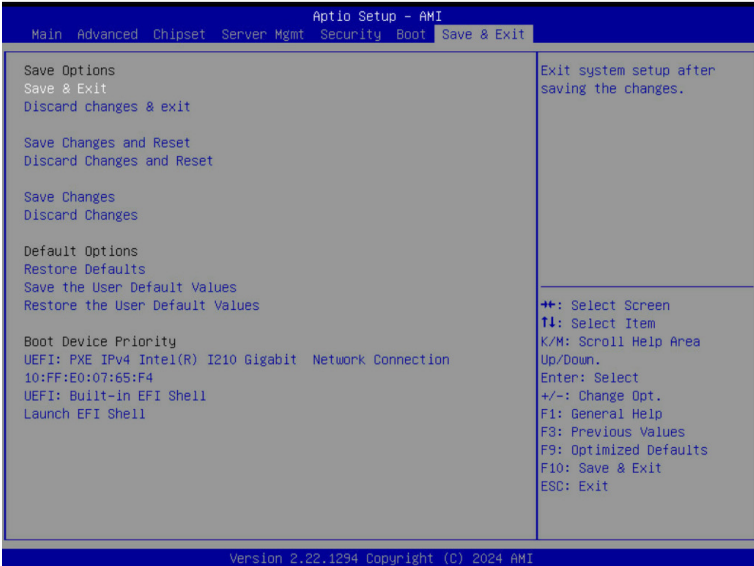 Aptio Setup – AMI
Main Advanced Chipset Server Mgmt Security Boot Save & Exit
Save Options
Save & Exit
Discard changes & exit
Save Changes and Reset
Discard Changes and Reset
Save Changes
Discard Changes
Default Options
Restore Defaults
Save the User Default Values
Restore the User Default Values
Boot Device Priority
UEFI: PXE IPv4 Intel(R) I210 Gigabit Network Connection
10:FF:E0:07:65:F4
UEFI: Built-in EFI Shell
Launch EFI Shell
Exit system setup after
saving the changes.
→←: Select Screen
↑↓: Select Item
K/M: Scroll Help Area
Up/Down.
Enter: Select
+/-: Change Opt.
F1: General Help
F3: Previous Values
F9: Optimized Defaults
F10: Save & Exit
ESC: Exit
Version 2.22.1294 Copyright (C) 2024 AMI